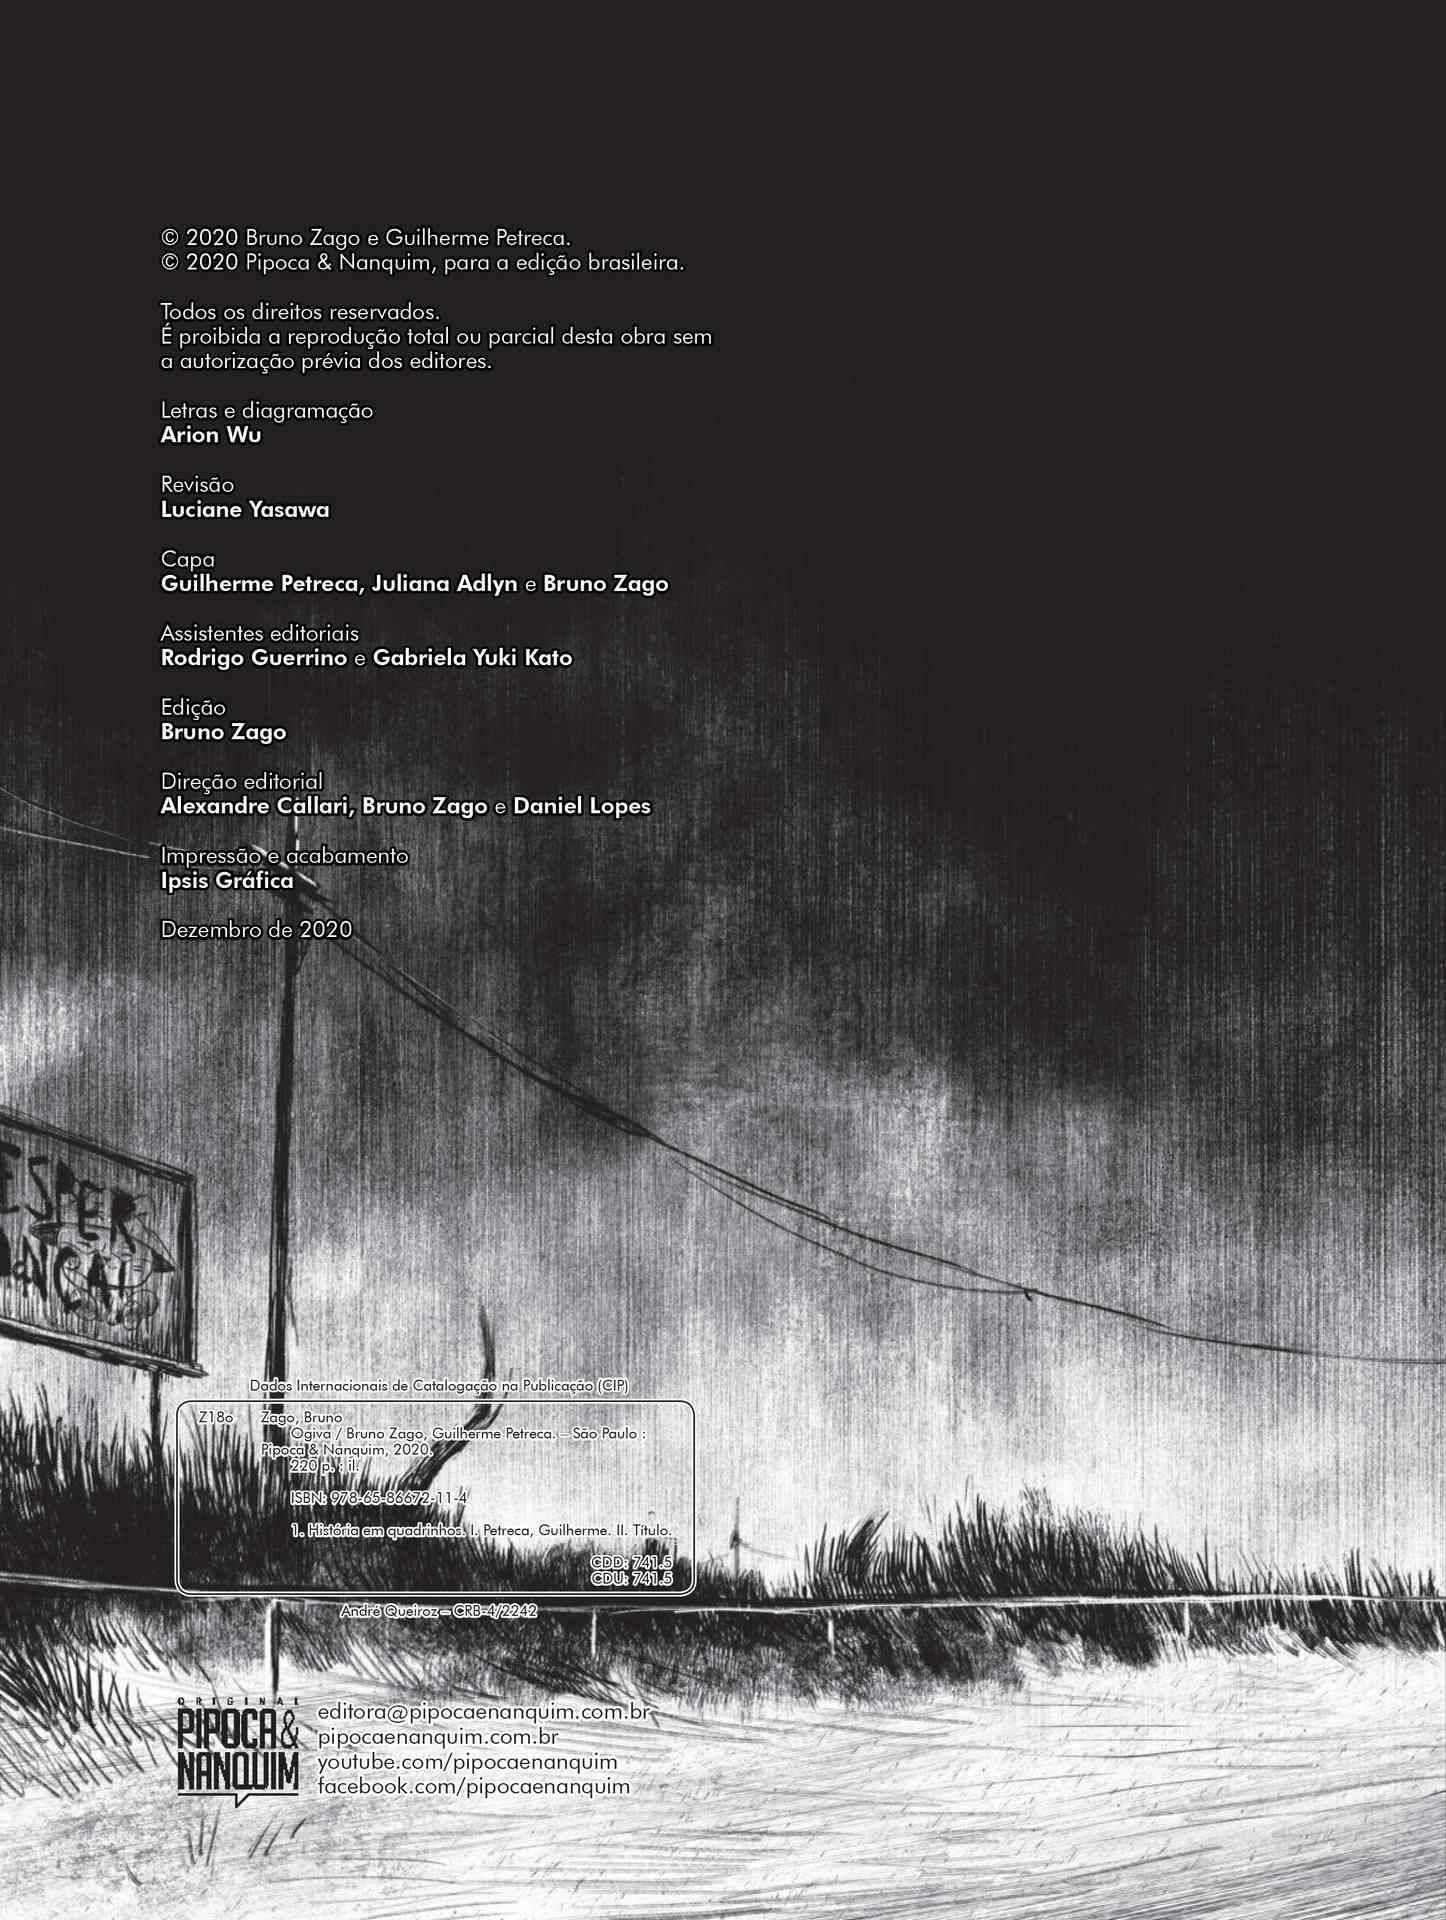 © 2020 Bruno Zago e Guilherme Petreca.
© 2020 Pipoca & Nanquim, para a edição brasileira.
Todos os direitos reservados.
É proibida a reprodução total ou parcial desta obra sem
a autorização prévia dos editores.
Letras e diagramação
Arion Wu
Revisão
Luciane Yasawa
Capa
Guilherme Petreca, Juliana Adlyn e Bruno Zago
Assistentes editoriais
Rodrigo Guerrino e Gabriela Yuki Kato
Edição
Bruno Zago
Direção editorial
Alexandre Callari, Bruno Zago e Daniel Lopes
Impressão e acabamento
Ipsis Gráfica
Dezembro de 2020
ESPER
ANÇA
Dados Internacionais de Catalogação na Publicação (CIP)
Z18o Zago, Bruno
Ogiva / Bruno Zago, Guilherme Petreca. – São Paulo :
Pipoca & Nanquim, 2020.
220 p. : il.
ISBN: 978-65-86672-11-4
1. História em quadrinhos. I. Petreca, Guilherme. II. Título.
CDD: 741.5
CDU: 741.5
André Queiroz – CRB-4/2242
ORIGINAL
PIPOCA &
NANQUIM
editora@pipocaenanquim.com.br
pipocaenanquim.com.br
youtube.com/pipocaenanquim
facebook.com/pipocaenanquim